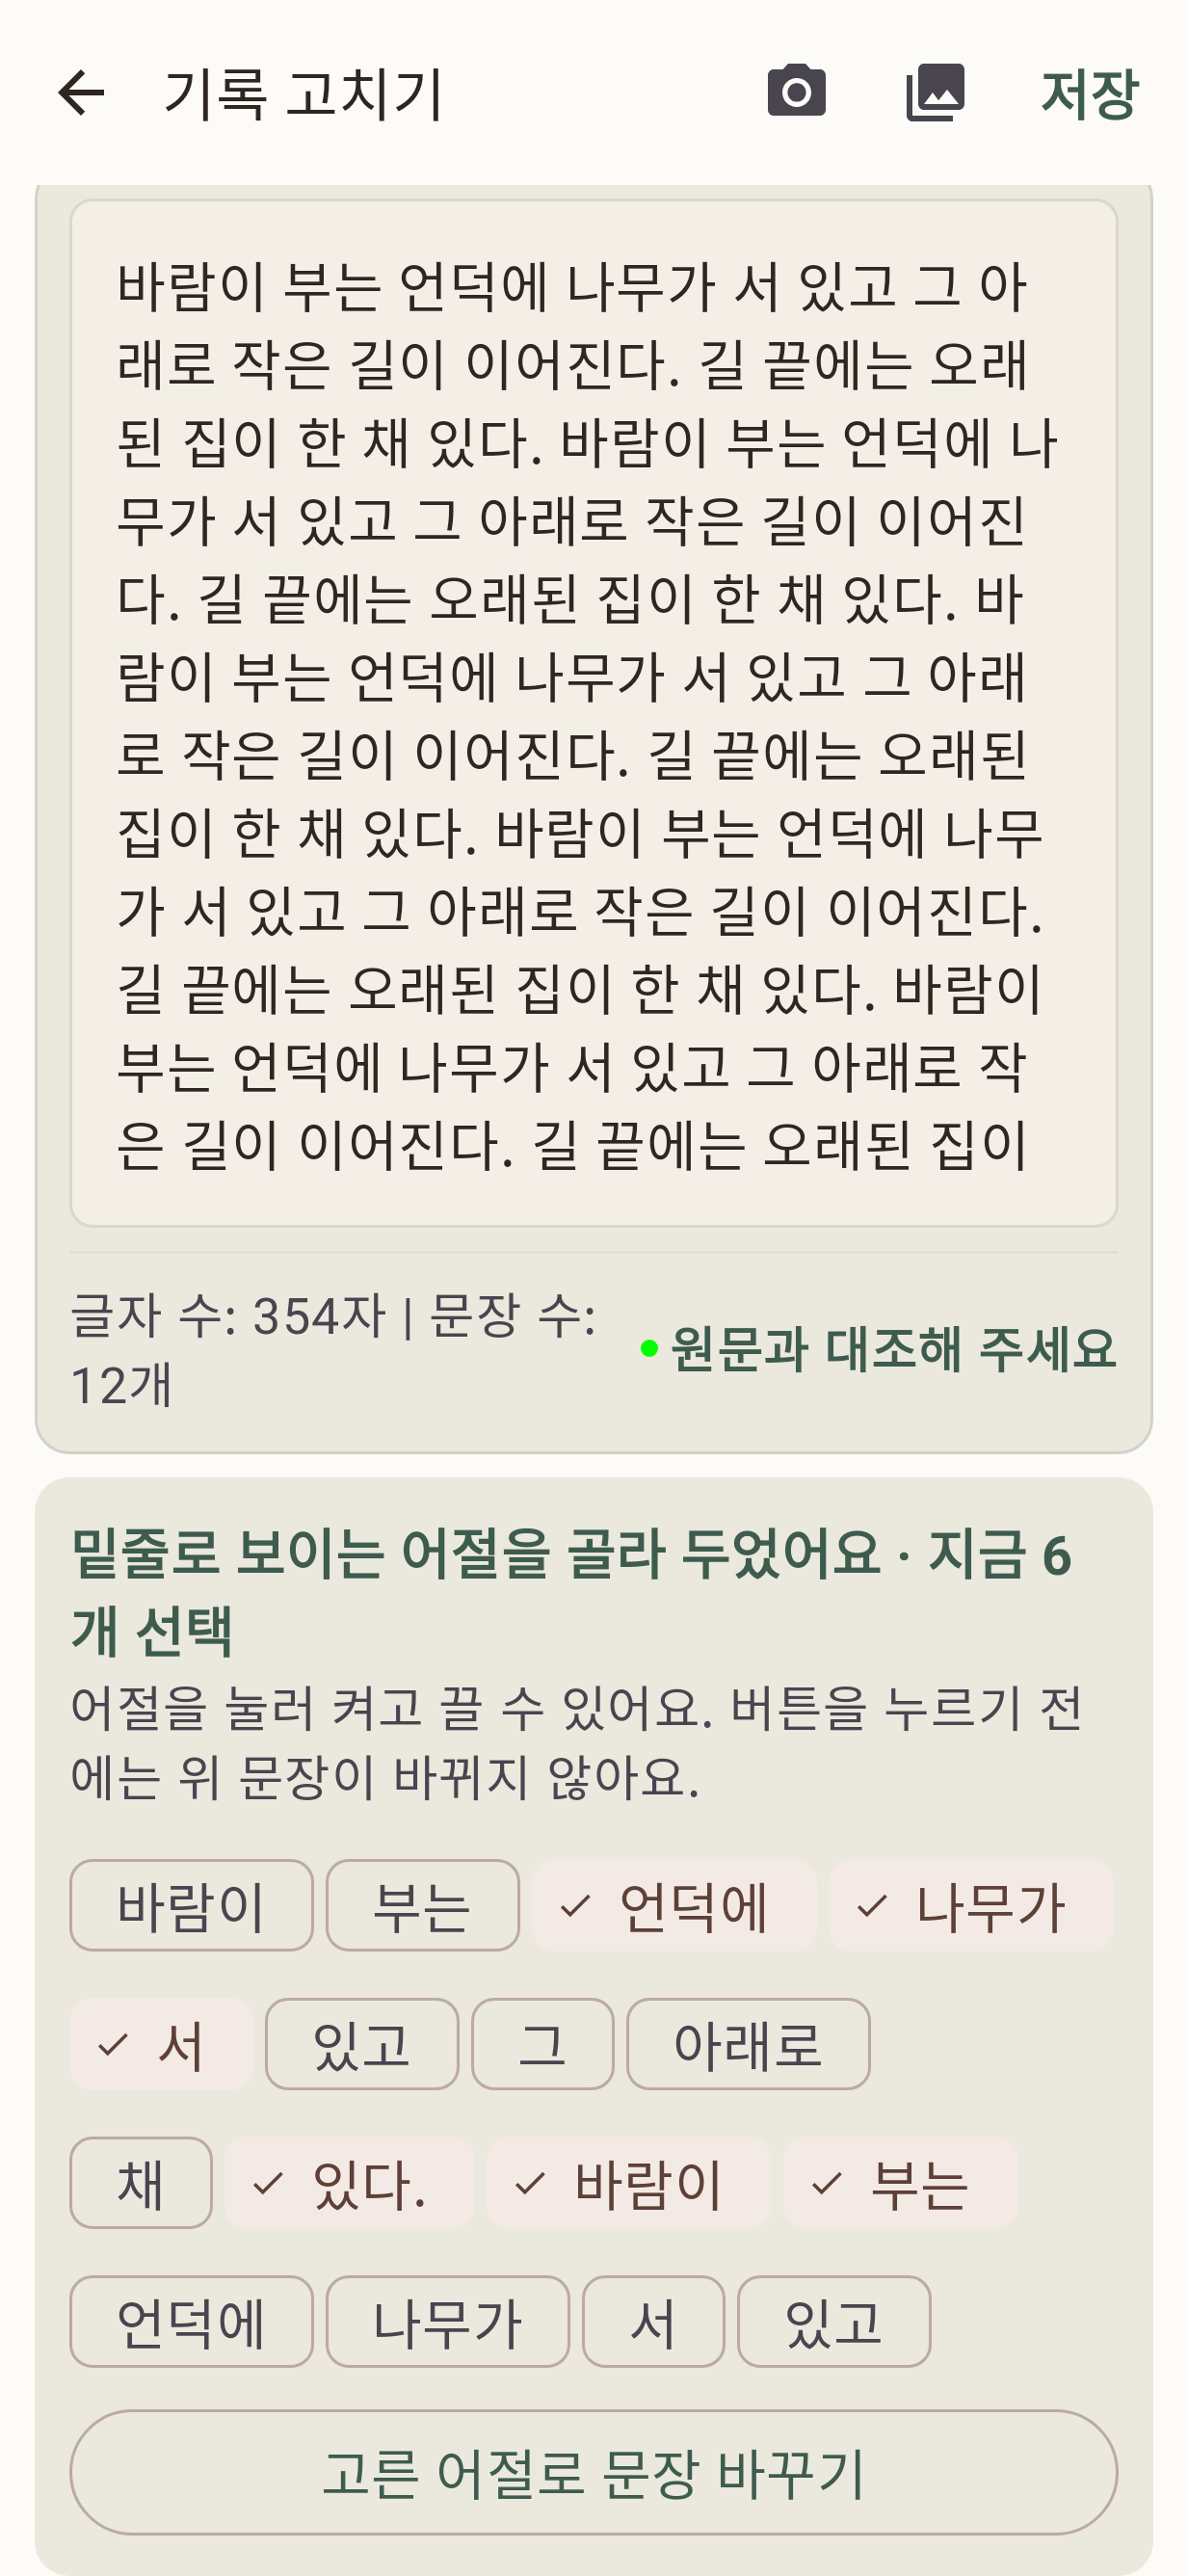 기록 고치기
저장
바람이 부는 언덕에 나무가 서 있고 그 아
래로 작은 길이 이어진다. 길 끝에는 오래
된 집이 한 채 있다. 바람이 부는 언덕에 나
무가 서 있고 그 아래로 작은 길이 이어진
다. 길 끝에는 오래된 집이 한 채 있다. 바
람이 부는 언덕에 나무가 서 있고 그 아래
로 작은 길이 이어진다. 길 끝에는 오래된
집이 한 채 있다. 바람이 부는 언덕에 나무
가 서 있고 그 아래로 작은 길이 이어진다.
길 끝에는 오래된 집이 한 채 있다. 바람이
부는 언덕에 나무가 서 있고 그 아래로 작
은 길이 이어진다. 길 끝에는 오래된 집이
글자 수: 354자 | 문장 수:
12개
원문과 대조해 주세요
밑줄로 보이는 어절을 골라 두었어요 · 지금 6
개 선택
어절을 눌러 켜고 끌 수 있어요. 버튼을 누르기 전
에는 위 문장이 바뀌지 않아요.
바람이 부는 언덕에 나무가
서 있고 그 아래로
채 있다. 바람이 부는
언덕에 나무가 서 있고
고른 어절로 문장 바꾸기